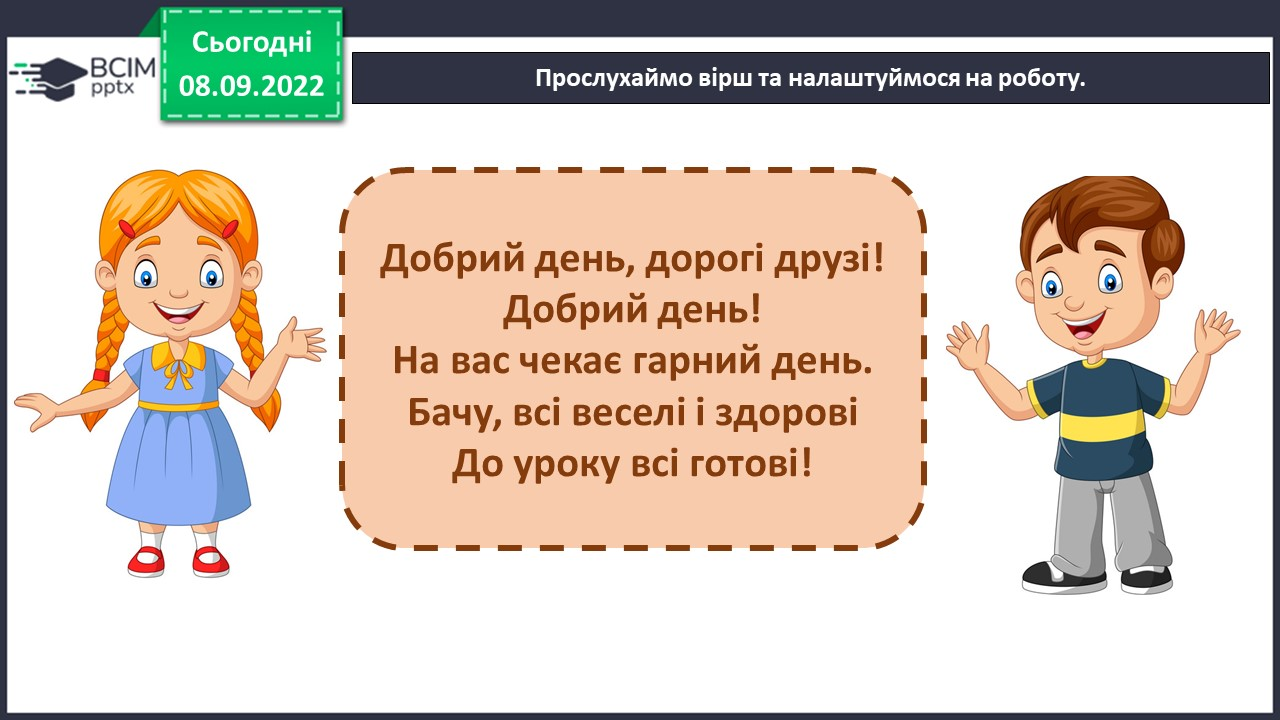 Сьогодні
08.09.2022
ВСІМ
pptx
Прослухаймо вірш та налаштуймося на роботу.
Добрий день, дорогі друзі!
Добрий день!
На вас чекає гарний день.
Бачу, всі веселі і здорові
До уроку всі готові!